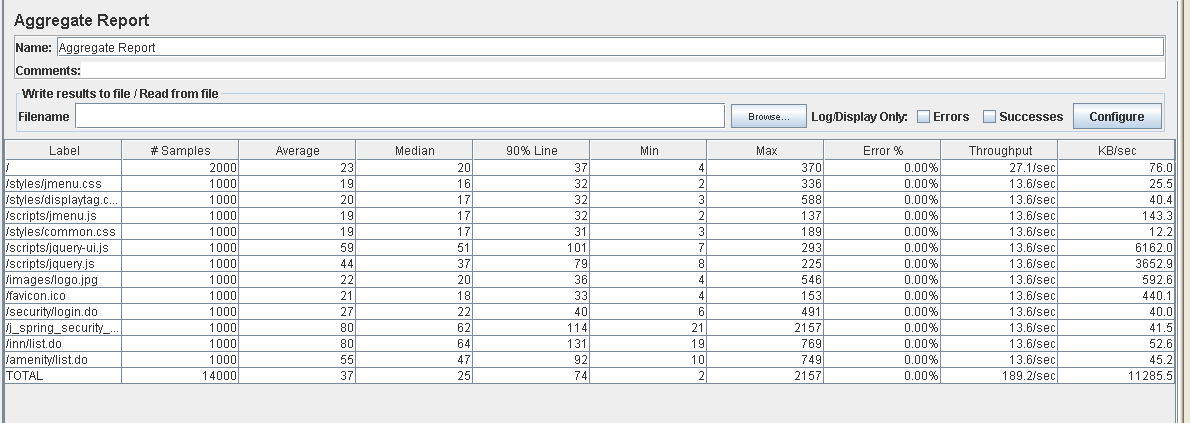 Aggregate Report
Name: Aggregate Report
Comments:
Write results to file / Read from file
Filename Browse... Log/Display Only: Errors Successes Configure
Label # Samples Average Median 90% Line Min Max Error % Throughput KB/sec
/ 2000 23 20 37 4 370 0.00% 27.1/sec 76.0
/styles/jmenu.css 1000 19 16 32 2 336 0.00% 13.6/sec 25.5
/styles/displaytag.c... 1000 20 17 32 3 588 0.00% 13.6/sec 40.4
/scripts/jmenu.js 1000 19 17 32 2 137 0.00% 13.6/sec 143.3
/styles/common.css 1000 19 17 31 3 189 0.00% 13.6/sec 12.2
/scripts/jquery-ui.js 1000 59 51 101 7 293 0.00% 13.6/sec 6162.0
/scripts/jquery.js 1000 44 37 79 8 225 0.00% 13.6/sec 3652.9
/images/logo.jpg 1000 22 20 36 4 546 0.00% 13.6/sec 592.6
/favicon.ico 1000 21 18 33 4 153 0.00% 13.6/sec 440.1
/security/login.do 1000 27 22 40 6 491 0.00% 13.6/sec 40.0
/j_spring_security_... 1000 80 62 114 21 2157 0.00% 13.6/sec 41.5
/inn/list.do 1000 80 64 131 19 769 0.00% 13.6/sec 52.6
/amenity/list.do 1000 55 47 92 10 749 0.00% 13.6/sec 45.2
TOTAL 14000 37 25 74 2 2157 0.00% 189.2/sec 11285.5